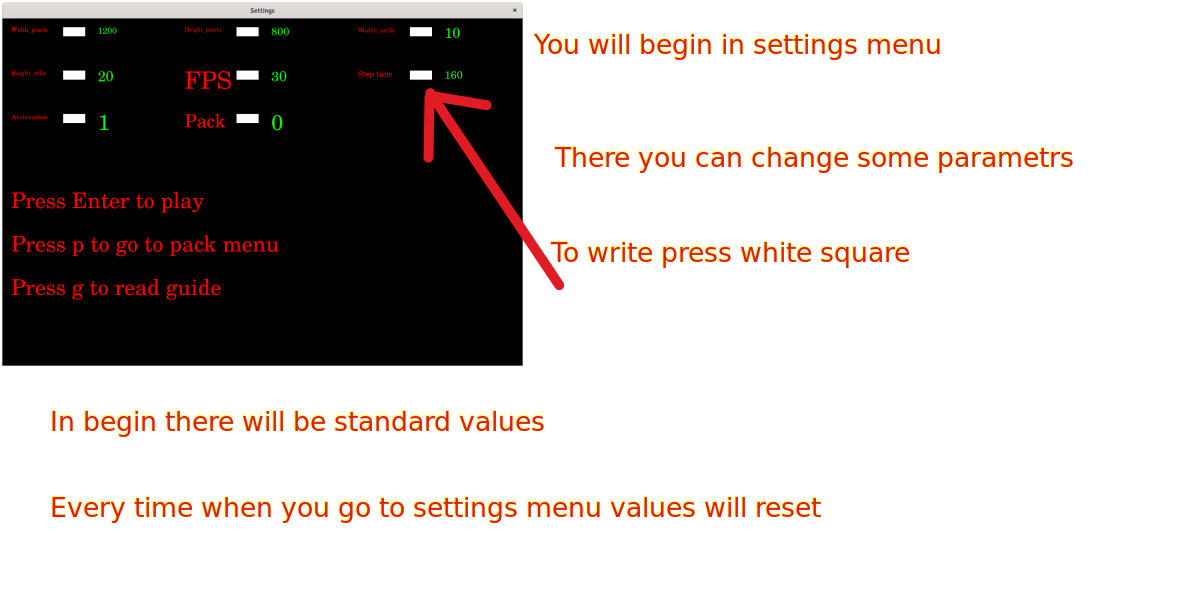 Settings ×
Width_pixels 1200 Height_pixels 800 Width_cells 10
Height_cells 20 FPS 30 Step time 160
Accleration 1 Pack 0
Press Enter to play
Press p to go to pack menu
Press g to read guide
You will begin in settings menu
There you can change some parametrs
To write press white square
In begin there will be standard values
Every time when you go to settings menu values will reset